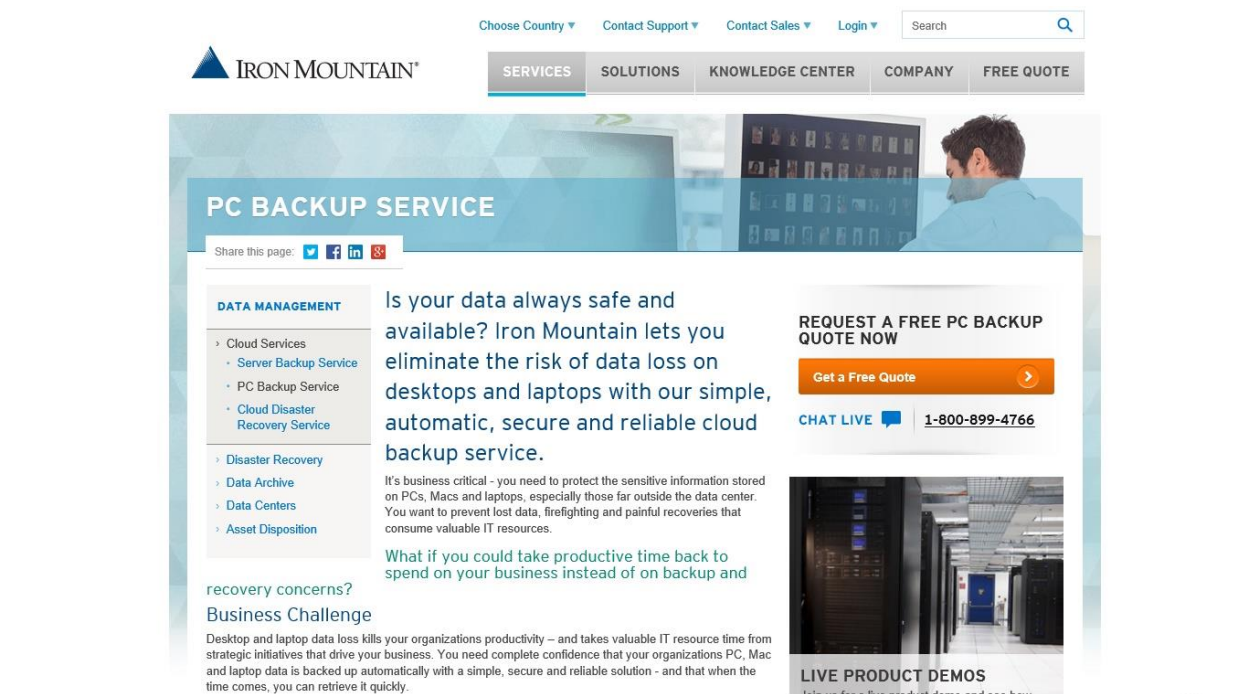 Choose Country
Contact Support
Contact Sales
Login
Search
IRON MOUNTAIN®
SERVICES
SOLUTIONS
KNOWLEDGE CENTER
COMPANY
FREE QUOTE
PC BACKUP SERVICE
Share this page:
DATA MANAGEMENT
Cloud Services
Server Backup Service
PC Backup Service
Cloud Disaster
Recovery Service
Disaster Recovery
Data Archive
Data Centers
Asset Disposition
Is your data always safe and
available? Iron Mountain lets you
eliminate the risk of data loss on
desktops and laptops with our simple,
automatic, secure and reliable cloud
backup service.
It's business critical - you need to protect the sensitive information stored
on PCs, Macs and laptops, especially those far outside the data center.
You want to prevent lost data, firefighting and painful recoveries that
consume valuable IT resources.
What if you could take productive time back to
spend on your business instead of on backup and
recovery concerns?
Business Challenge
Desktop and laptop data loss kills your organizations productivity – and takes valuable IT resource time from
strategic initiatives that drive your business. You need complete confidence that your organizations PC, Mac
and laptop data is backed up automatically with a simple, secure and reliable solution - and that when the
time comes, you can retrieve it quickly.
REQUEST A FREE PC BACKUP
QUOTE NOW
Get a Free Quote
CHAT LIVE
1-800-899-4766
LIVE PRODUCT DEMOS
Join us for a live product demo and see how